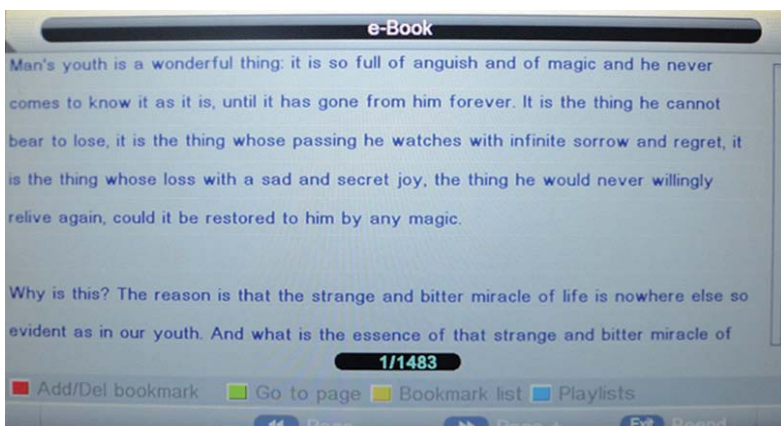 e-Book
Man's youth is a wonderful thing: it is so full of anguish and of magic and he never
comes to know it as it is, until it has gone from him forever. It is the thing he cannot
bear to lose, it is the thing whose passing he watches with infinite sorrow and regret, it
is the thing whose loss with a sad and secret joy, the thing he would never willingly
relive again, could it be restored to him by any magic.
Why is this? The reason is that the strange and bitter miracle of life is nowhere else so
evident as in our youth. And what is the essence of that strange and bitter miracle of
1/1483
Add/Del bookmark Go to page Bookmark list Playlists
Exit